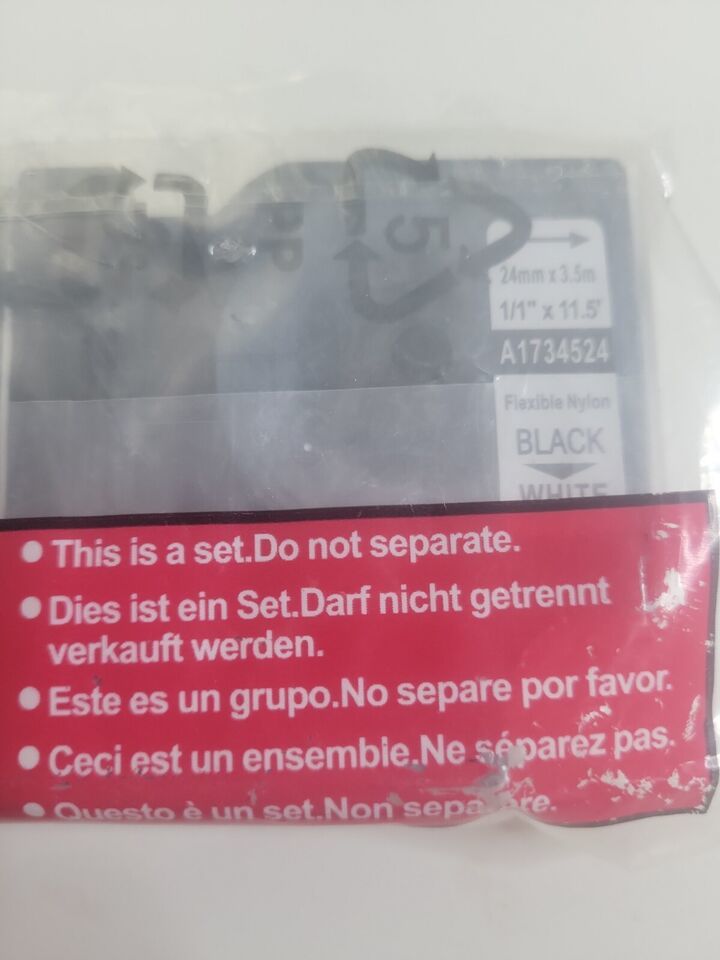 PP
5
24mm x 3.5m
1/1" x 11.5'
A1734524
Flexible Nylon
BLACK
WHITE
This is a set.Do not separate.
Dies ist ein Set.Darf nicht getrennt
verkauft werden.
Este es un grupo.No separe por favor.
Ceci est un ensemble.Ne séparez pas.
Questo è un set.Non